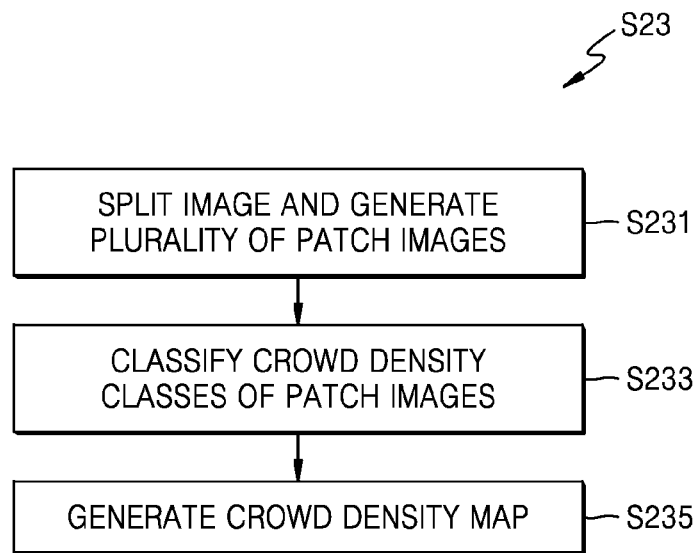 S23
SPLIT IMAGE AND GENERATE
PLURALITY OF PATCH IMAGES
S231
CLASSIFY CROWD DENSITY
CLASSES OF PATCH IMAGES
S233
GENERATE CROWD DENSITY MAP
S235